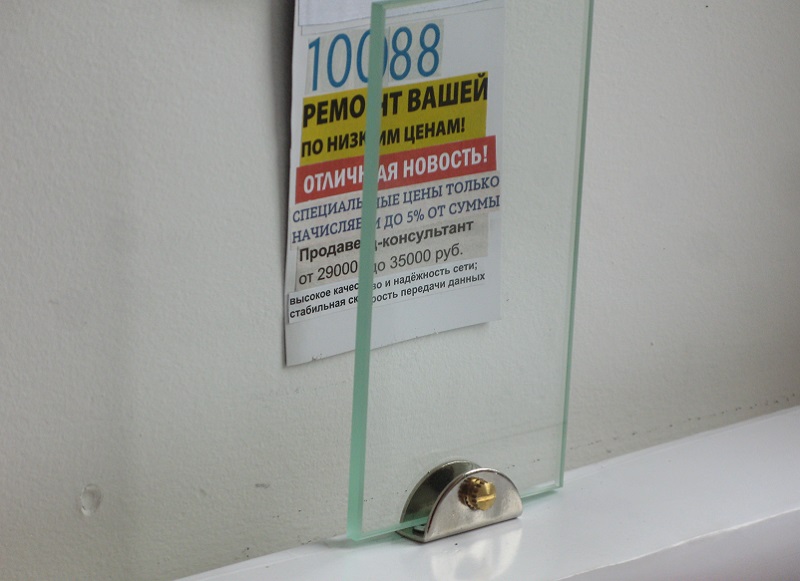 10088
РЕМОНТ ВАШЕЙ
ПО НИЗКИМ ЦЕНАМ!
ОТЛИЧНАЯ НОВОСТЬ!
СПЕЦИАЛЬНЫЕ ЦЕНЫ ТОЛЬКО
НАЧИСЛЯЕМ ДО 5% ОТ СУММЫ
Продавец-консультант
от 29000 до 35000 руб.
высокое качество и надёжность сети;
стабильная скорость передачи данных